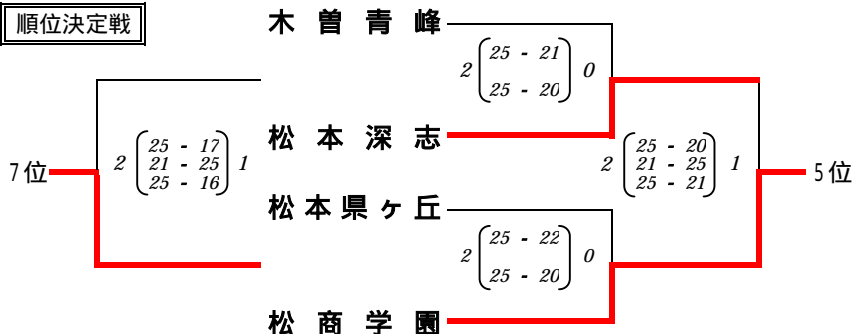 順位決定戦
木曽青峰
2 25 - 21 0
25 - 20
松本深志
2 25 - 17 1
21 - 25
25 - 16
2 25 - 20 1
21 - 25
25 - 21
7位
5位
松本県ヶ丘
2 25 - 22 0
25 - 20
松商学園